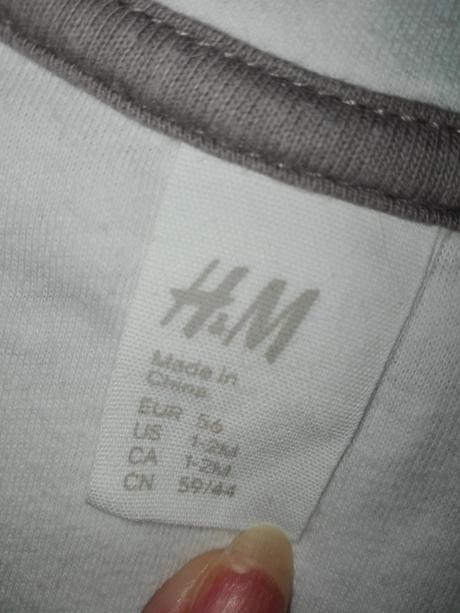 H&M
Made in
China
EUR 56
US 1-2M
CA 1-2M
CN 59/44